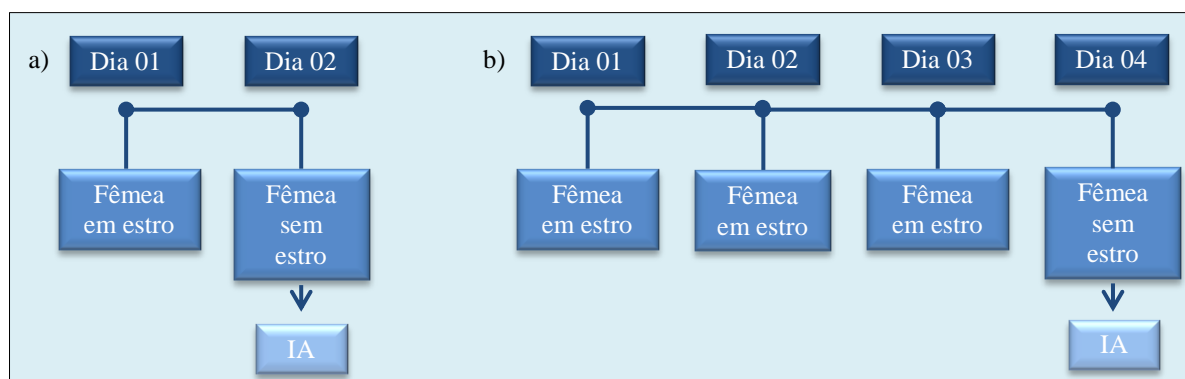 a)
Dia 01
Dia 02
Fêmea
em estro
Fêmea
sem
estro
IA
b)
Dia 01
Dia 02
Dia 03
Dia 04
Fêmea
em estro
Fêmea
em estro
Fêmea
em estro
Fêmea
sem
estro
IA